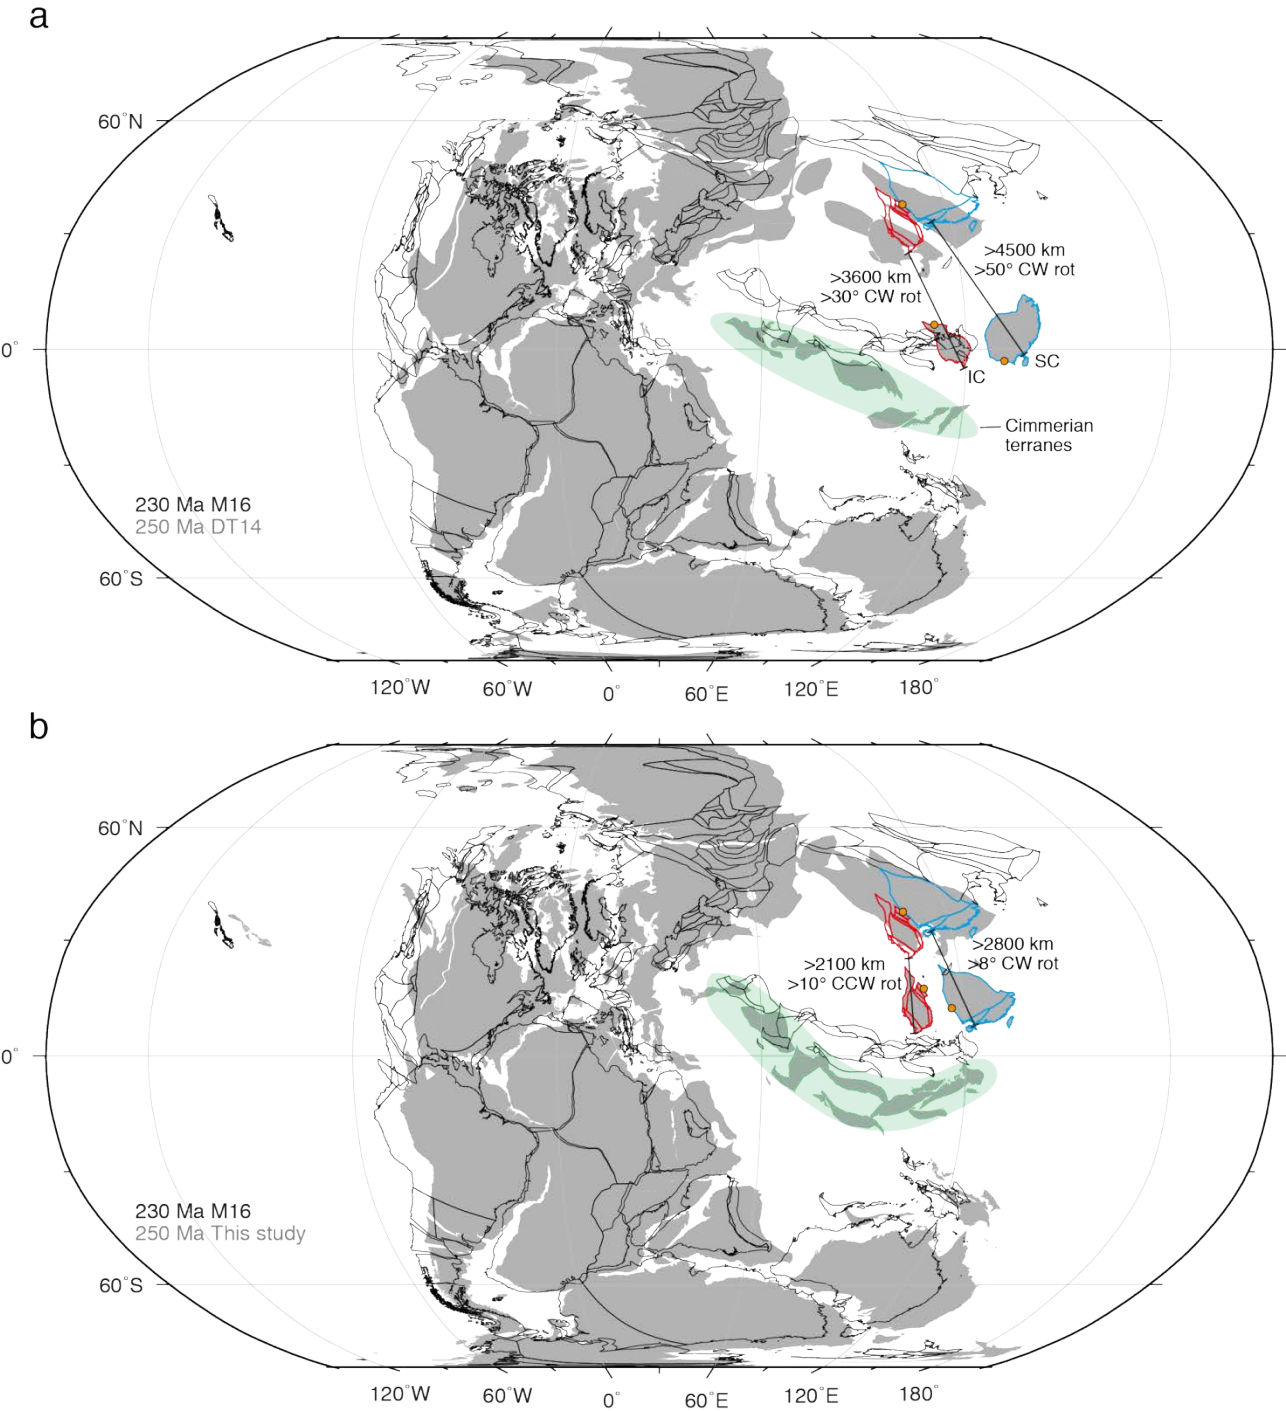 a
60°N
>4500 km
>50° CW rot
>3600 km
>30° CW rot
0°
SC
IC
Cimmerian
terranes
230 Ma M16
250 Ma DT14
60°S
120°W
60°W
0°
60°E
120°E
180°
b
60°N
>2800 km
>8° CW rot
>2100 km
>10° CCW rot
0°
230 Ma M16
250 Ma This study
60°S
120°W
60°W
0°
60°E
120°E
180°